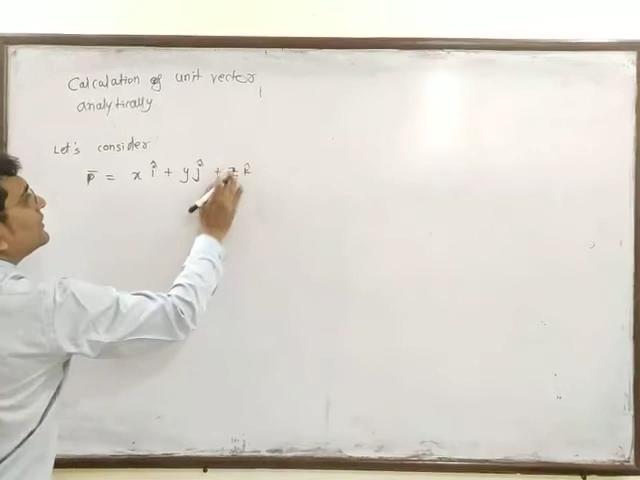 Calculation of unit vector
analytically
Let's consider
p̄ = x î + y ĵ + z k̂